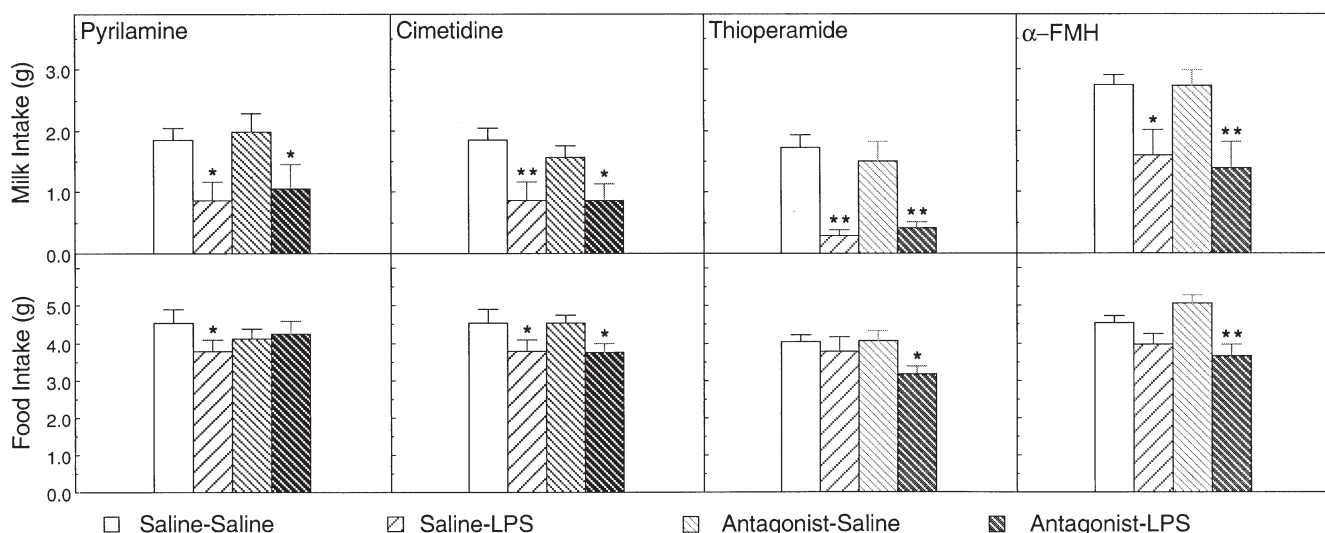 Pyrilamine
Cimetidine
Thioperamide
α–FMH
Milk Intake (g)
3.0
2.0
1.0
0.0
*
*
**
*
**
**
*
**
Food Intake (g)
5.0
4.0
3.0
2.0
1.0
0.0
*
*
*
*
**
Saline-Saline
Saline-LPS
Antagonist-Saline
Antagonist-LPS